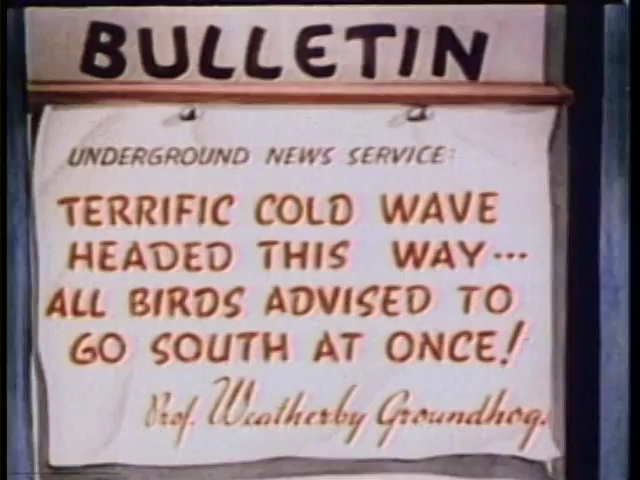 BULLETIN
UNDERGROUND NEWS SERVICE:
TERRIFIC COLD WAVE
HEADED THIS WAY...
ALL BIRDS ADVISED TO
GO SOUTH AT ONCE!
Prof. Weatherby Groundhog.